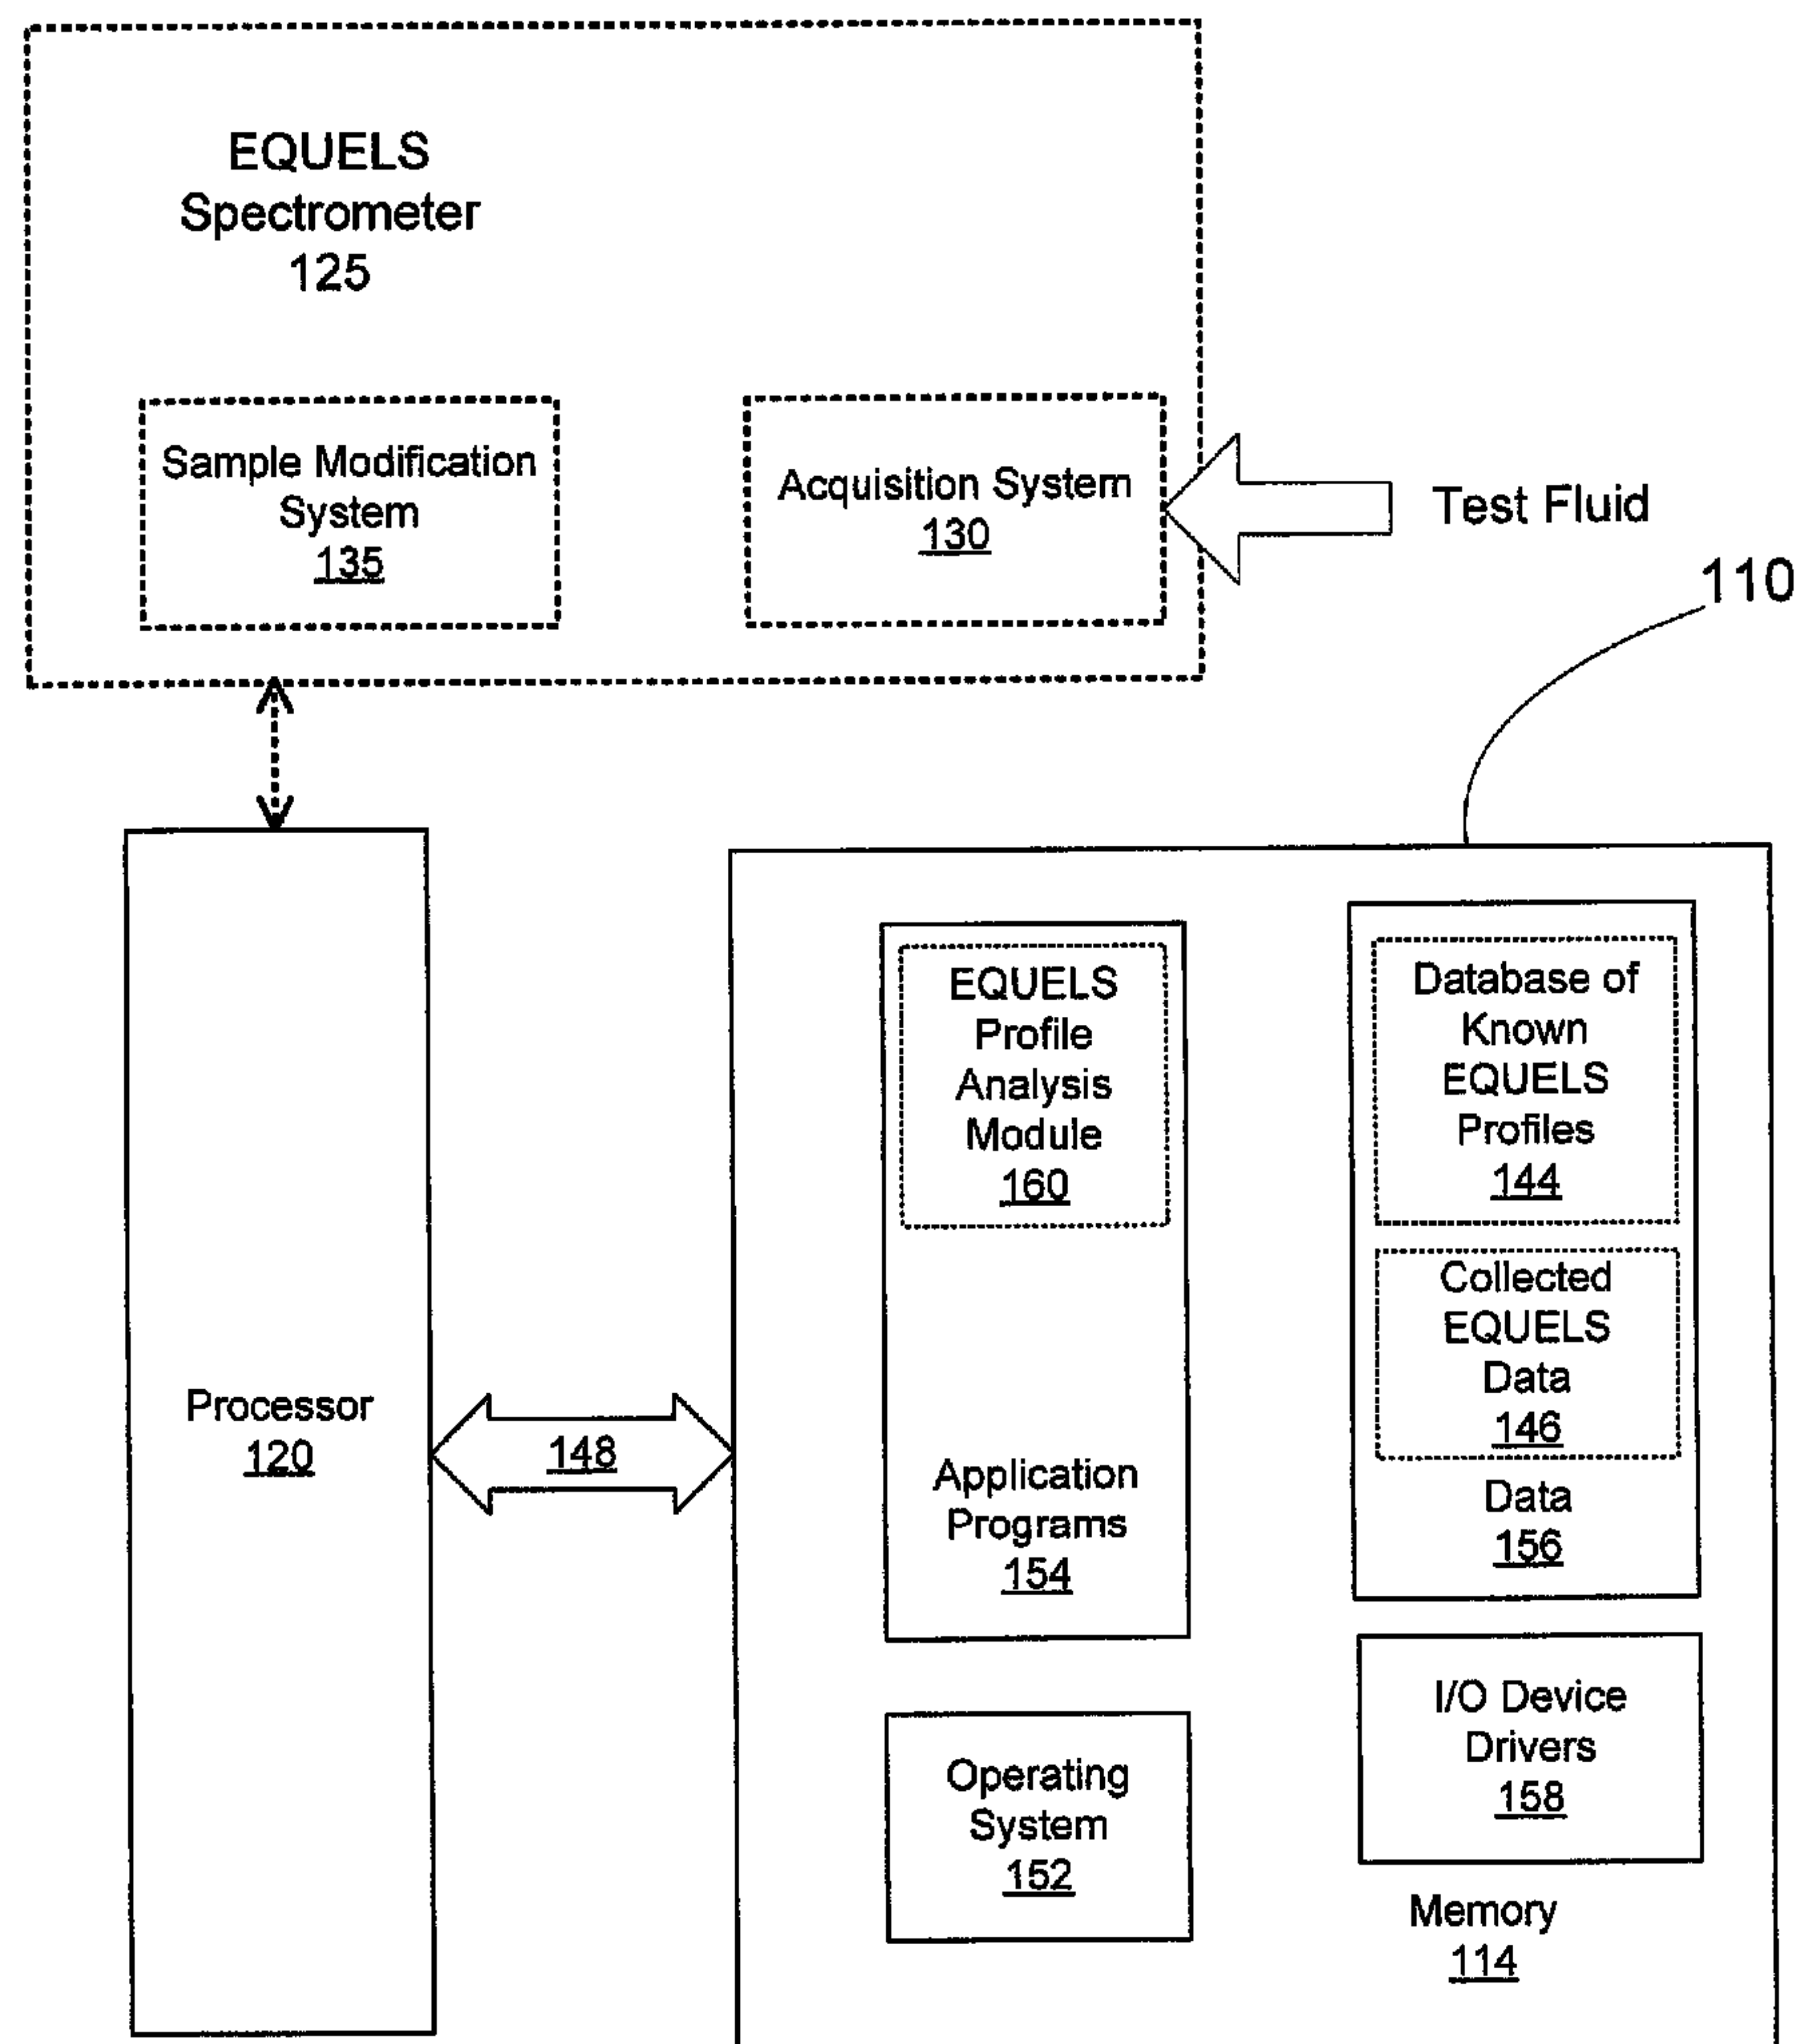 EQUELS
Spectrometer
125
Sample Modification
System
135
Acquisition System
130
Test Fluid
110
EQUELS
Profile
Analysis
Module
160
Database of
Known
EQUELS
Profiles
144
Collected
EQUELS
Data
146
Processor
120
148
Application
Programs
154
Data
156
Operating
System
152
I/O Device
Drivers
158
Memory
114